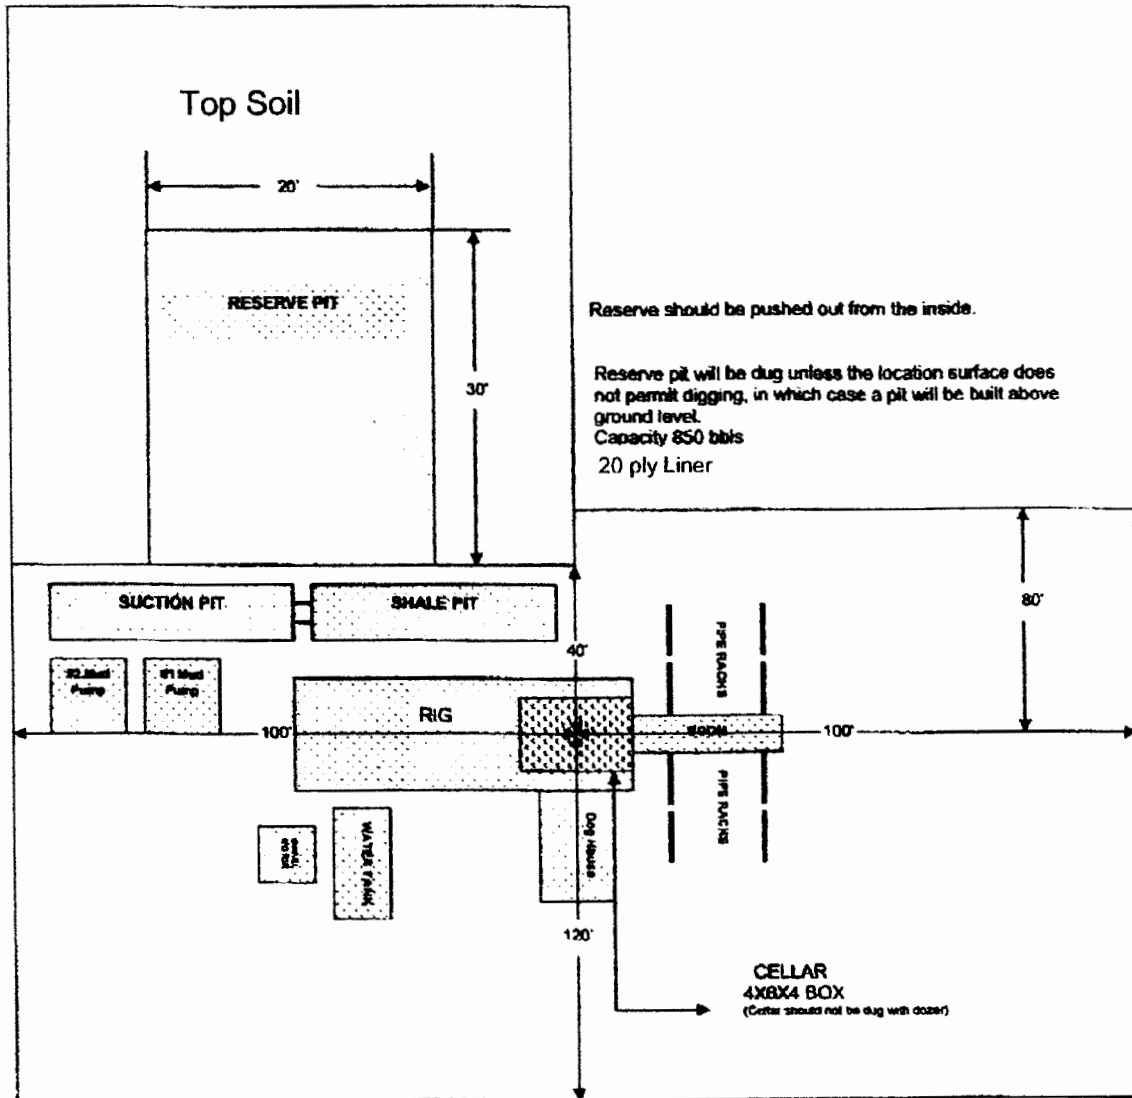 Top Soil
20'
RESERVE PIT
30'
Reserve should be pushed out from the inside.
Reserve pit will be dug unless the location surface does
not permit digging, in which case a pit will be built above
ground level.
Capacity 850 bbls
20 ply Liner
80'
SUCTION PIT
SHALE PIT
40'
PIPE RACKS
#2 Mud
Pump
#1 Mud
Pump
RIG
100'
100'
PIPE RACKS
WATER TANK
Dog House
120'
CELLAR
4X8X4 BOX
(Cellar should not be dug with dozer)